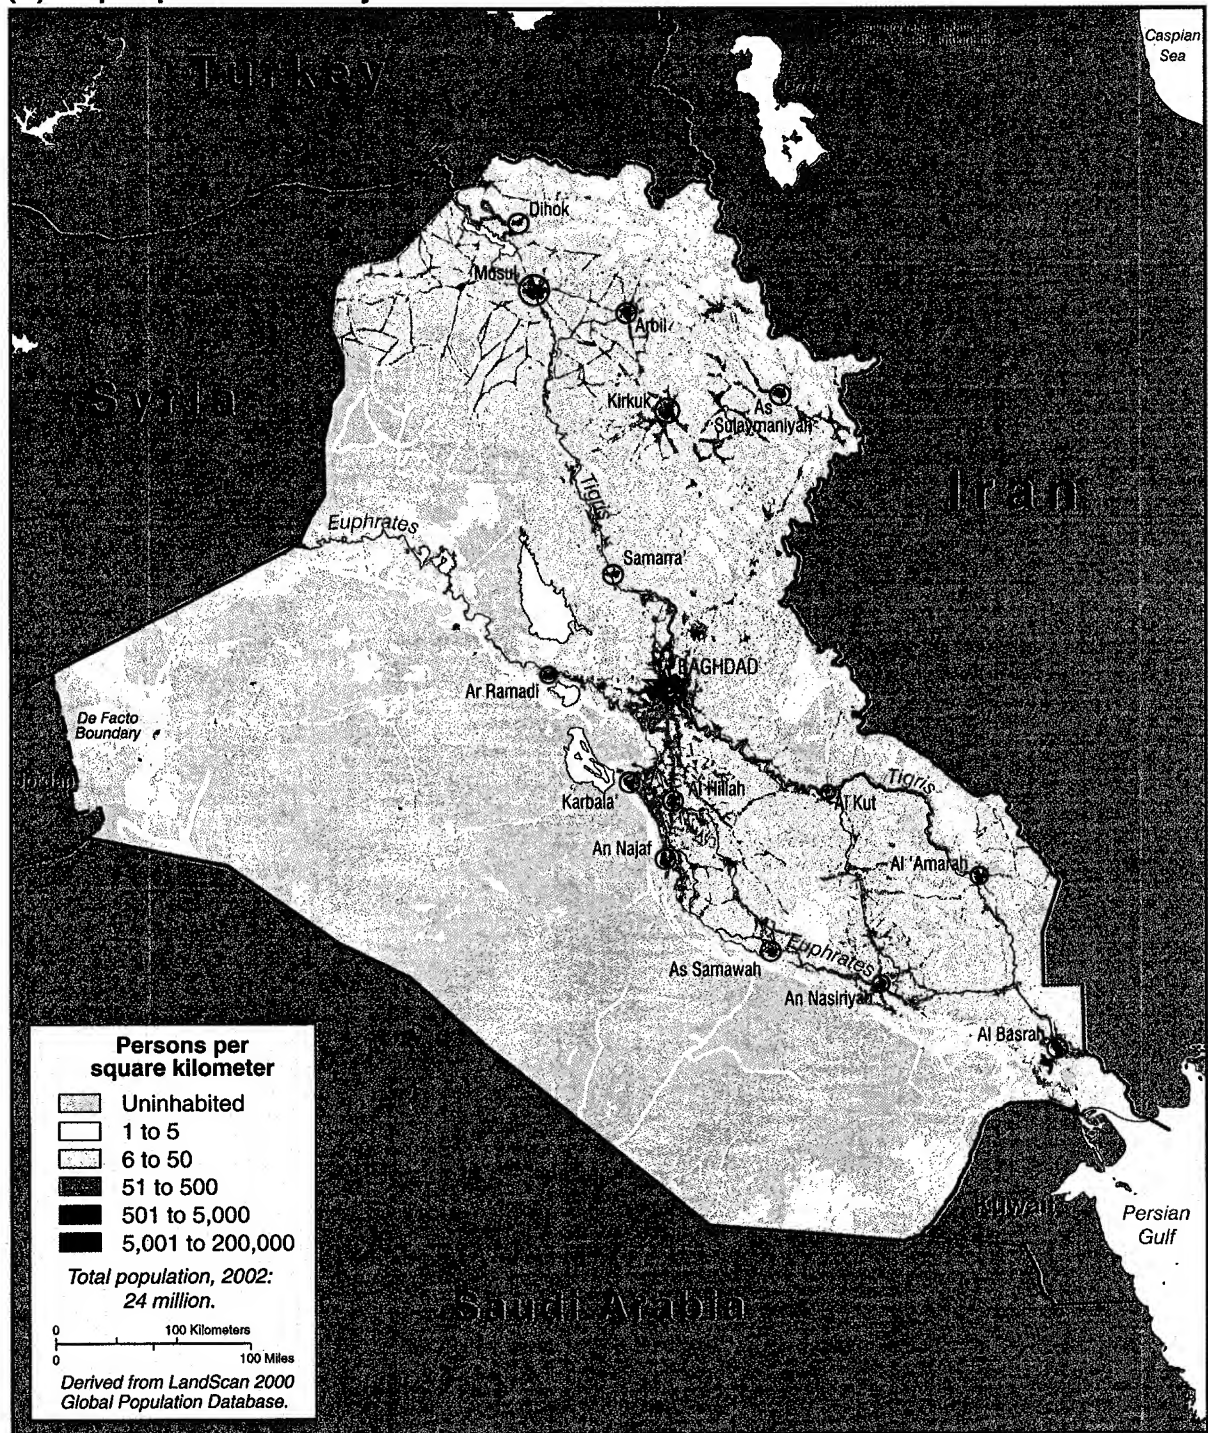 Caspian
Sea
Turkey
Dihok
Mosul
Arbil
Syria
Kirkuk
As
Sulaymaniyah
Iran
Tigris
Euphrates
Samarra'
BAGHDAD
Ar Ramadi
De Facto
Boundary
Jordan
Tigris
Karbala'
Al Hillah
Al Kut
An Najaf
Al 'Amarah
Euphrates
As Samawah
An Nasiriyah
Al Basrah
Kuwait
Persian
Gulf
Saudi Arabia
Persons per
square kilometer
Uninhabited
1 to 5
6 to 50
51 to 500
501 to 5,000
5,001 to 200,000
Total population, 2002:
24 million.
0 100 Kilometers
0 100 Miles
Derived from LandScan 2000
Global Population Database.